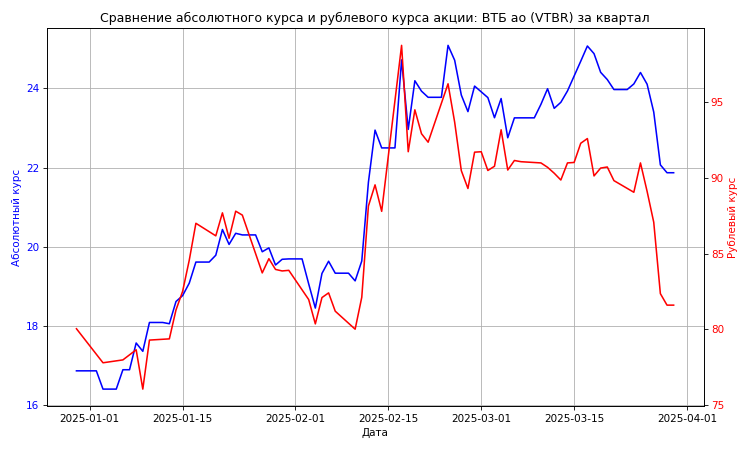 Сравнение абсолютного курса и рублевого курса акции: ВТБ ао (VTBR) за квартал
24
22
20
18
16
Абсолютный курс
95
90
85
80
75
Рублевый курс
2025-01-01 2025-01-15 2025-02-01 2025-02-15 2025-03-01 2025-03-15 2025-04-01
Дата